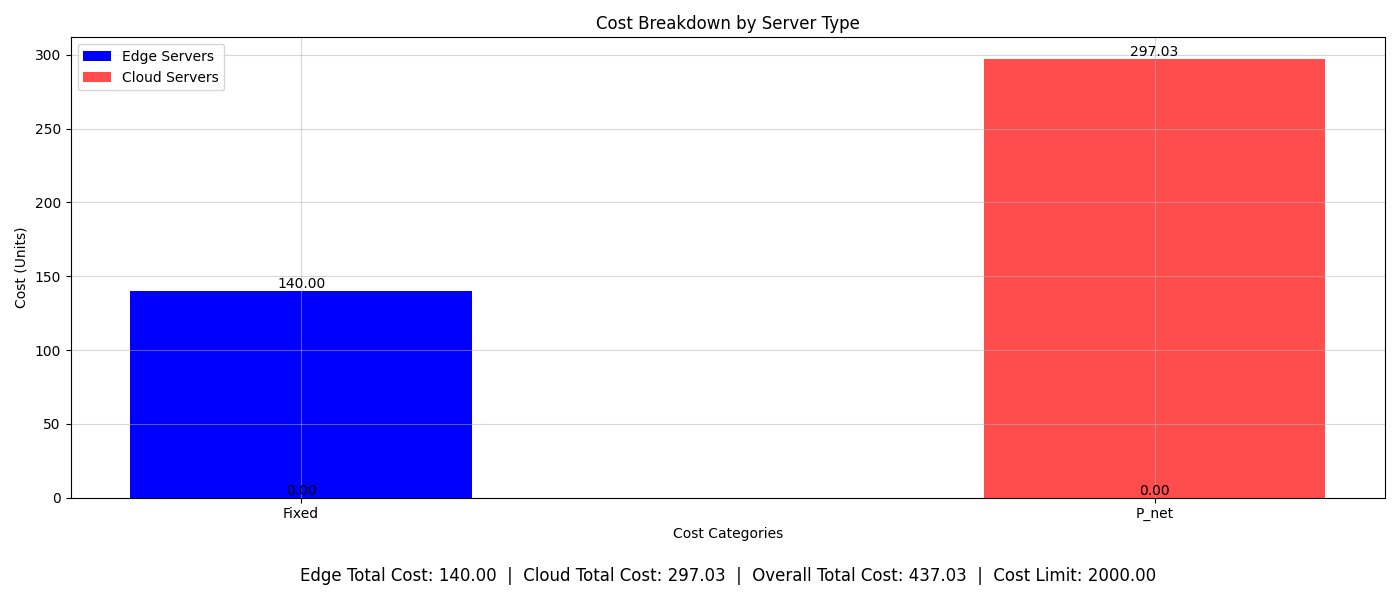 Cost Breakdown by Server Type
Edge Servers
Cloud Servers
Cost (Units)
300
250
200
150
100
50
0
140.00
0.00
297.03
0.00
Fixed
P_net
Cost Categories
Edge Total Cost: 140.00 | Cloud Total Cost: 297.03 | Overall Total Cost: 437.03 | Cost Limit: 2000.00